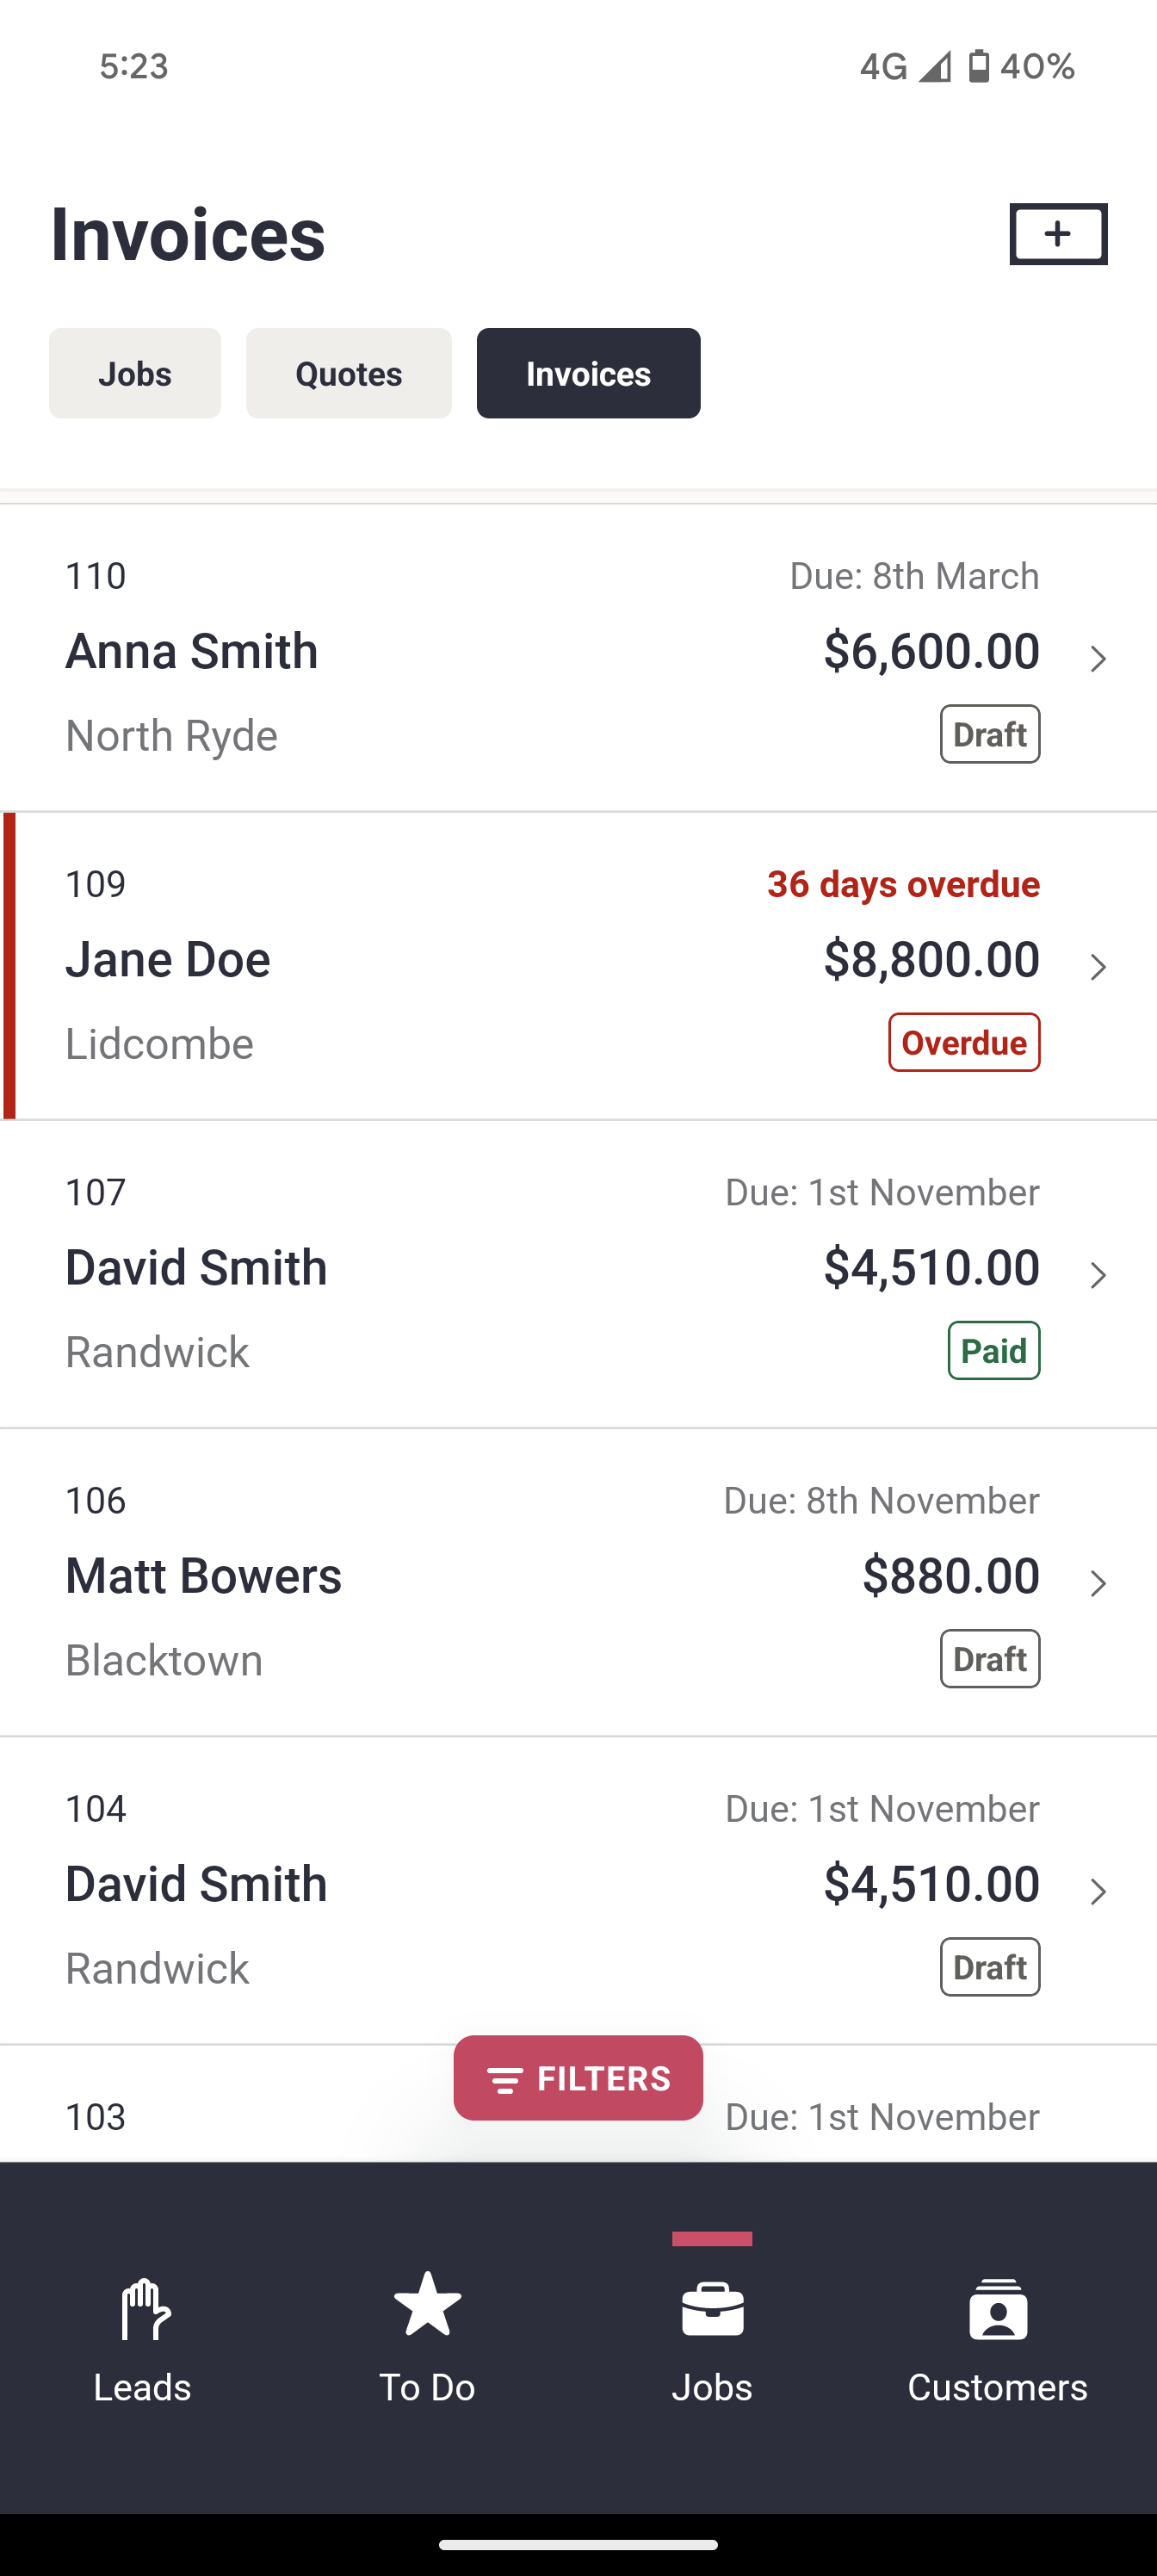 5:23 4G 40%
Invoices +
Jobs Quotes Invoices
110 Due: 8th March
Anna Smith $6,600.00
North Ryde Draft
109 36 days overdue
Jane Doe $8,800.00
Lidcombe Overdue
107 Due: 1st November
David Smith $4,510.00
Randwick Paid
106 Due: 8th November
Matt Bowers $880.00
Blacktown Draft
104 Due: 1st November
David Smith $4,510.00
Randwick Draft
FILTERS
103 Due: 1st November
Leads To Do Jobs Customers